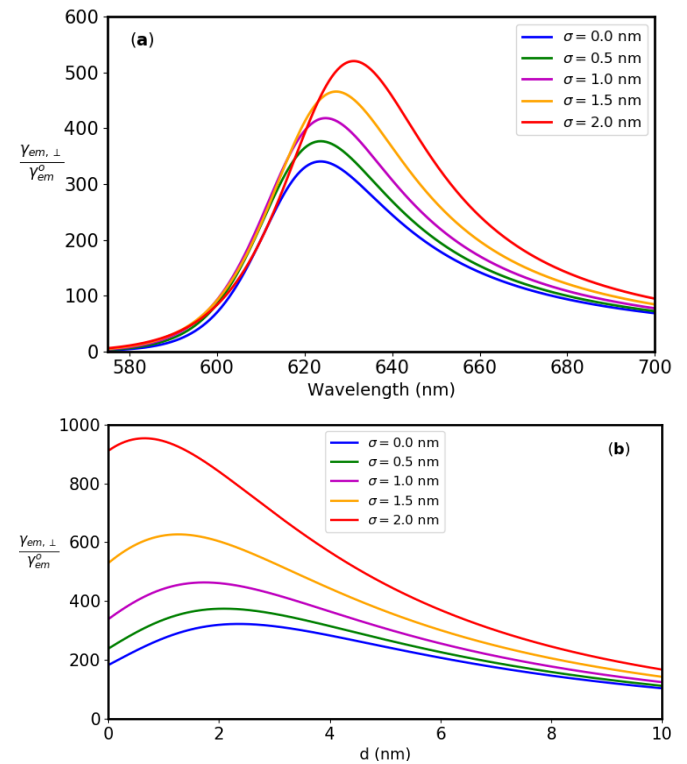 (a)
σ = 0.0 nm
σ = 0.5 nm
σ = 1.0 nm
σ = 1.5 nm
σ = 2.0 nm
600
500
400
300
200
100
0
γem, ⊥
γ°em
580 600 620 640 660 680 700
Wavelength (nm)
(b)
σ = 0.0 nm
σ = 0.5 nm
σ = 1.0 nm
σ = 1.5 nm
σ = 2.0 nm
1000
800
600
400
200
0
γem, ⊥
γ°em
0 2 4 6 8 10
d (nm)